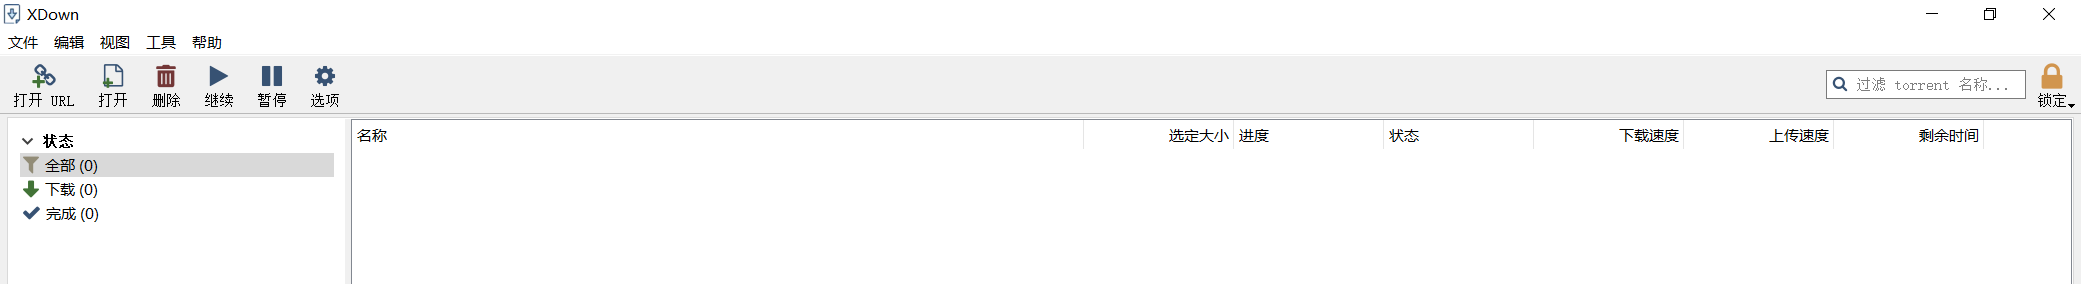 XDown
文件 编辑 视图 工具 帮助
打开 URL 打开 删除 继续 暂停 选项 过滤 torrent 名称... 锁定
状态
全部 (0)
下载 (0)
完成 (0)
名称 选定大小 进度 状态 下载速度 上传速度 剩余时间